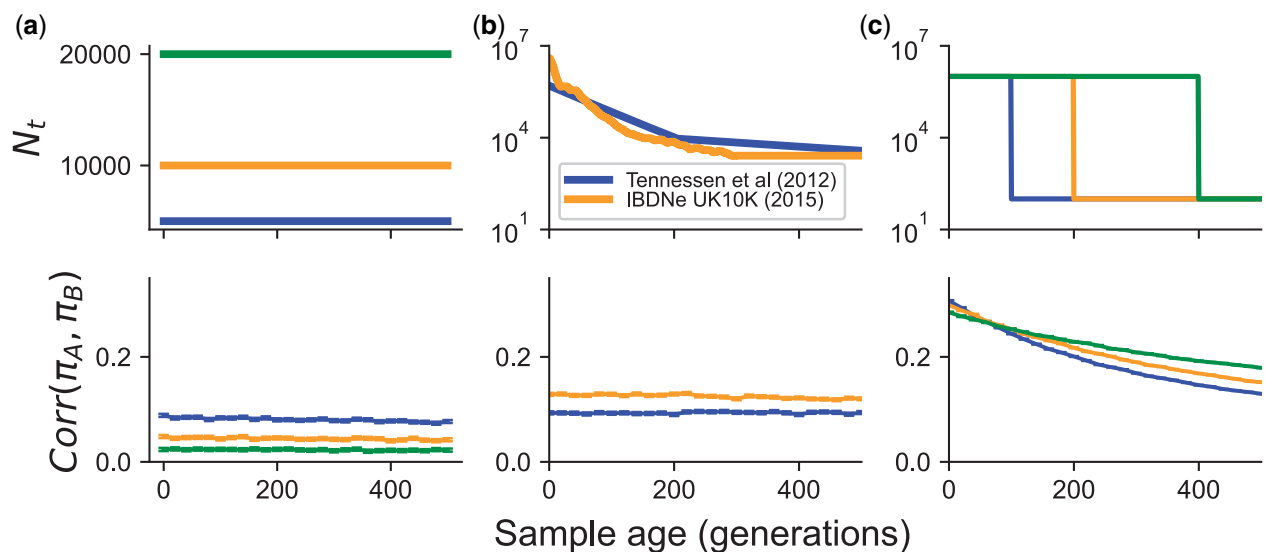 (a)
(b)
(c)
N_t
20000
10000
10^7
10^4
10^1
Tennessen et al (2012)
IBDNe UK10K (2015)
10^7
10^4
10^1
Corr(π_A, π_B)
0.2
0.0
0 200 400
0.2
0.0
0 200 400
0.2
0.0
0 200 400
Sample age (generations)